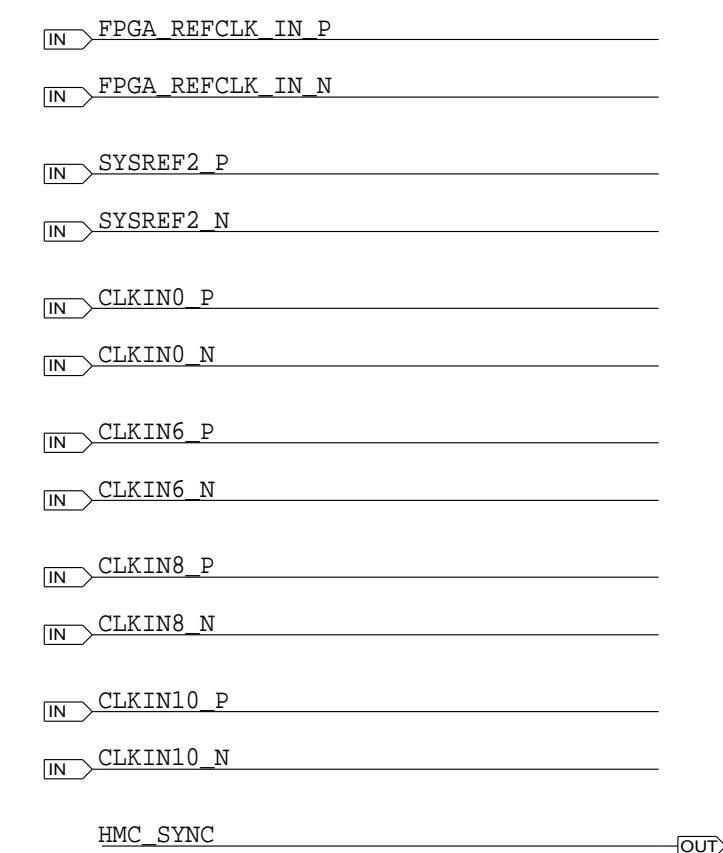 IN FPGA_REFCLK_IN_P
IN FPGA_REFCLK_IN_N
IN SYSREF2_P
IN SYSREF2_N
IN CLKIN0_P
IN CLKIN0_N
IN CLKIN6_P
IN CLKIN6_N
IN CLKIN8_P
IN CLKIN8_N
IN CLKIN10_P
IN CLKIN10_N
HMC_SYNC OUT